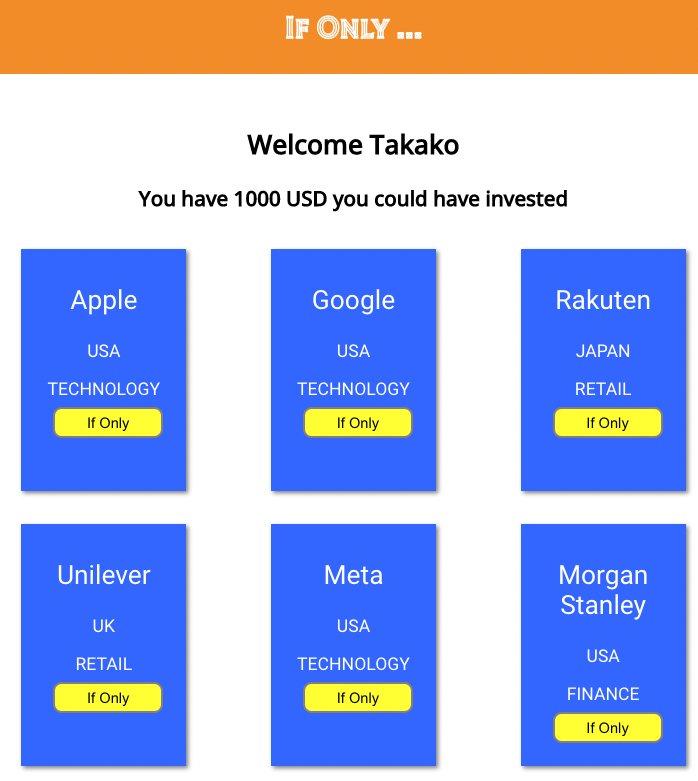 If Only ...
Welcome Takako
You have 1000 USD you could have invested
Apple
USA
TECHNOLOGY
If Only
Google
USA
TECHNOLOGY
If Only
Rakuten
JAPAN
RETAIL
If Only
Unilever
UK
RETAIL
If Only
Meta
USA
TECHNOLOGY
If Only
Morgan
Stanley
USA
FINANCE
If Only